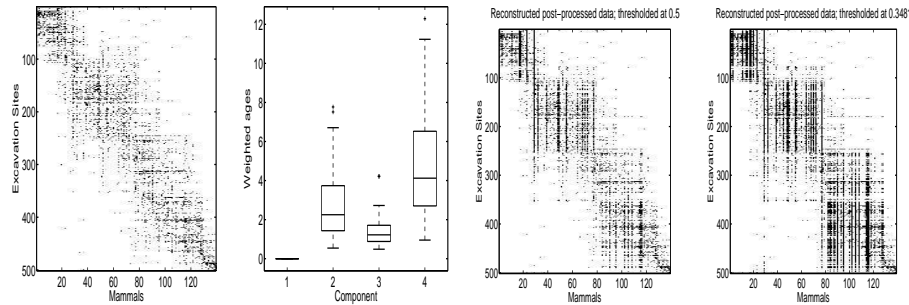 100
200
300
400
500
Excavation Sites
20 40 60 80 100 120
Mammals
12
10
8
6
4
2
0
Weighted ages
1 2 3 4
Component
Reconstructed post-processed data; thresholded at 0.5
100
200
300
400
500
Excavation Sites
20 40 60 80 100 120
Mammals
Reconstructed post-processed data; thresholded at 0.3481
100
200
300
400
500
Excavation Sites
20 40 60 80 100 120
Mammals